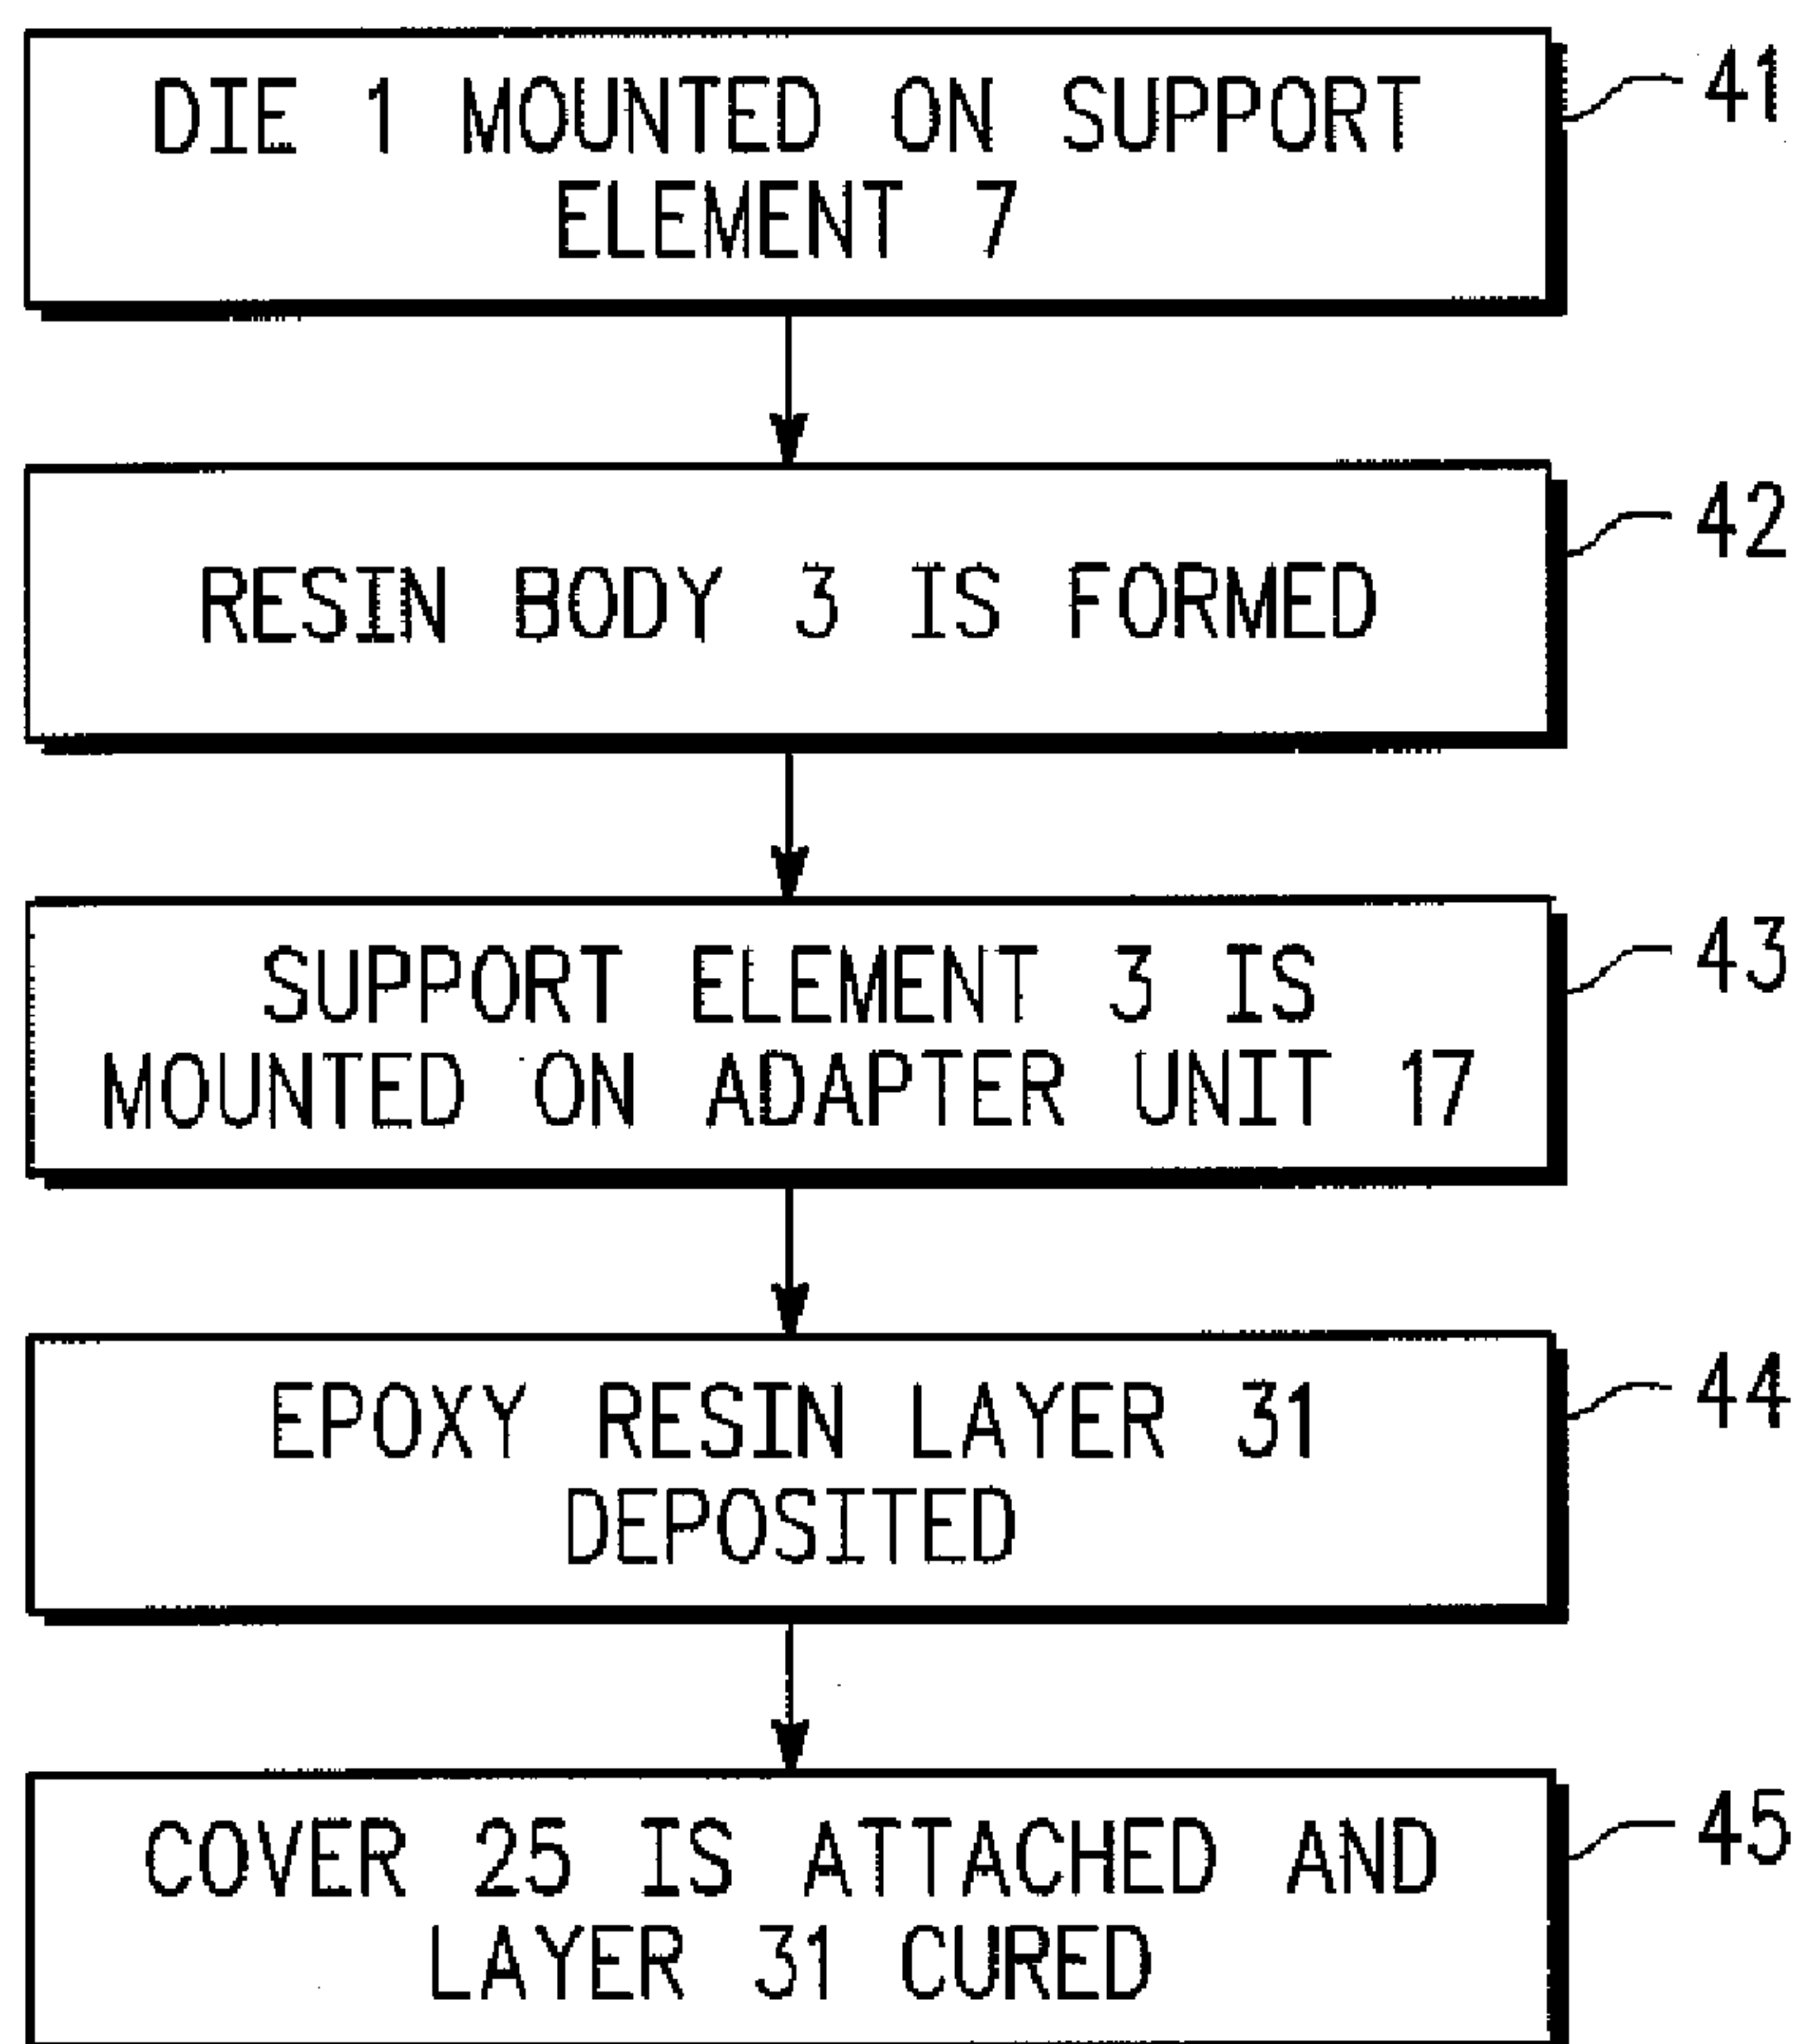 DIE 1 MOUNTED ON SUPPORT
ELEMENT 7
41
RESIN BODY 3 IS FORMED
42
SUPPORT ELEMENT 3 IS
MOUNTED ON ADAPTER UNIT 17
43
EPOXY RESIN LAYER 31
DEPOSITED
44
COVER 25 IS ATTACHED AND
LAYER 31 CURED
45